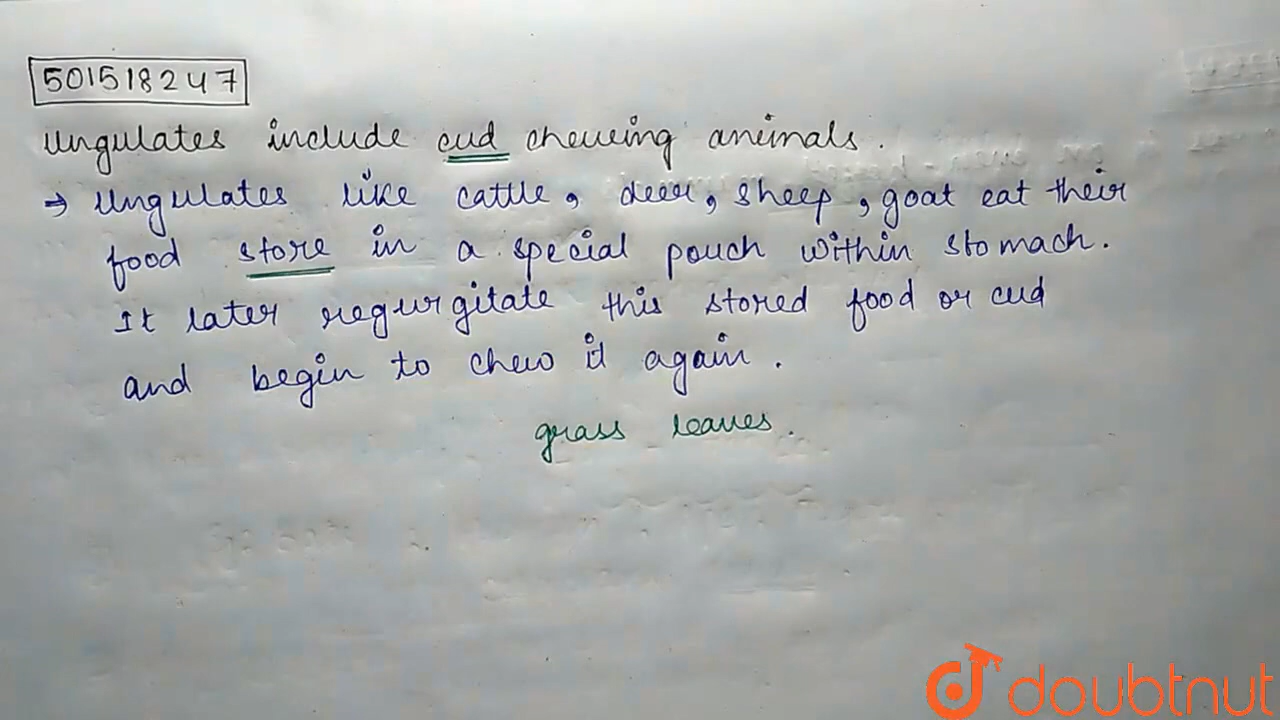 501518247
Ungulates include cud chewing animals.
→ Ungulates like cattle, deer, sheep, goat eat their
food store in a special pouch within stomach.
It later regurgitate this stored food or cud
and begin to chew it again.
grass leaves.
doubtnut